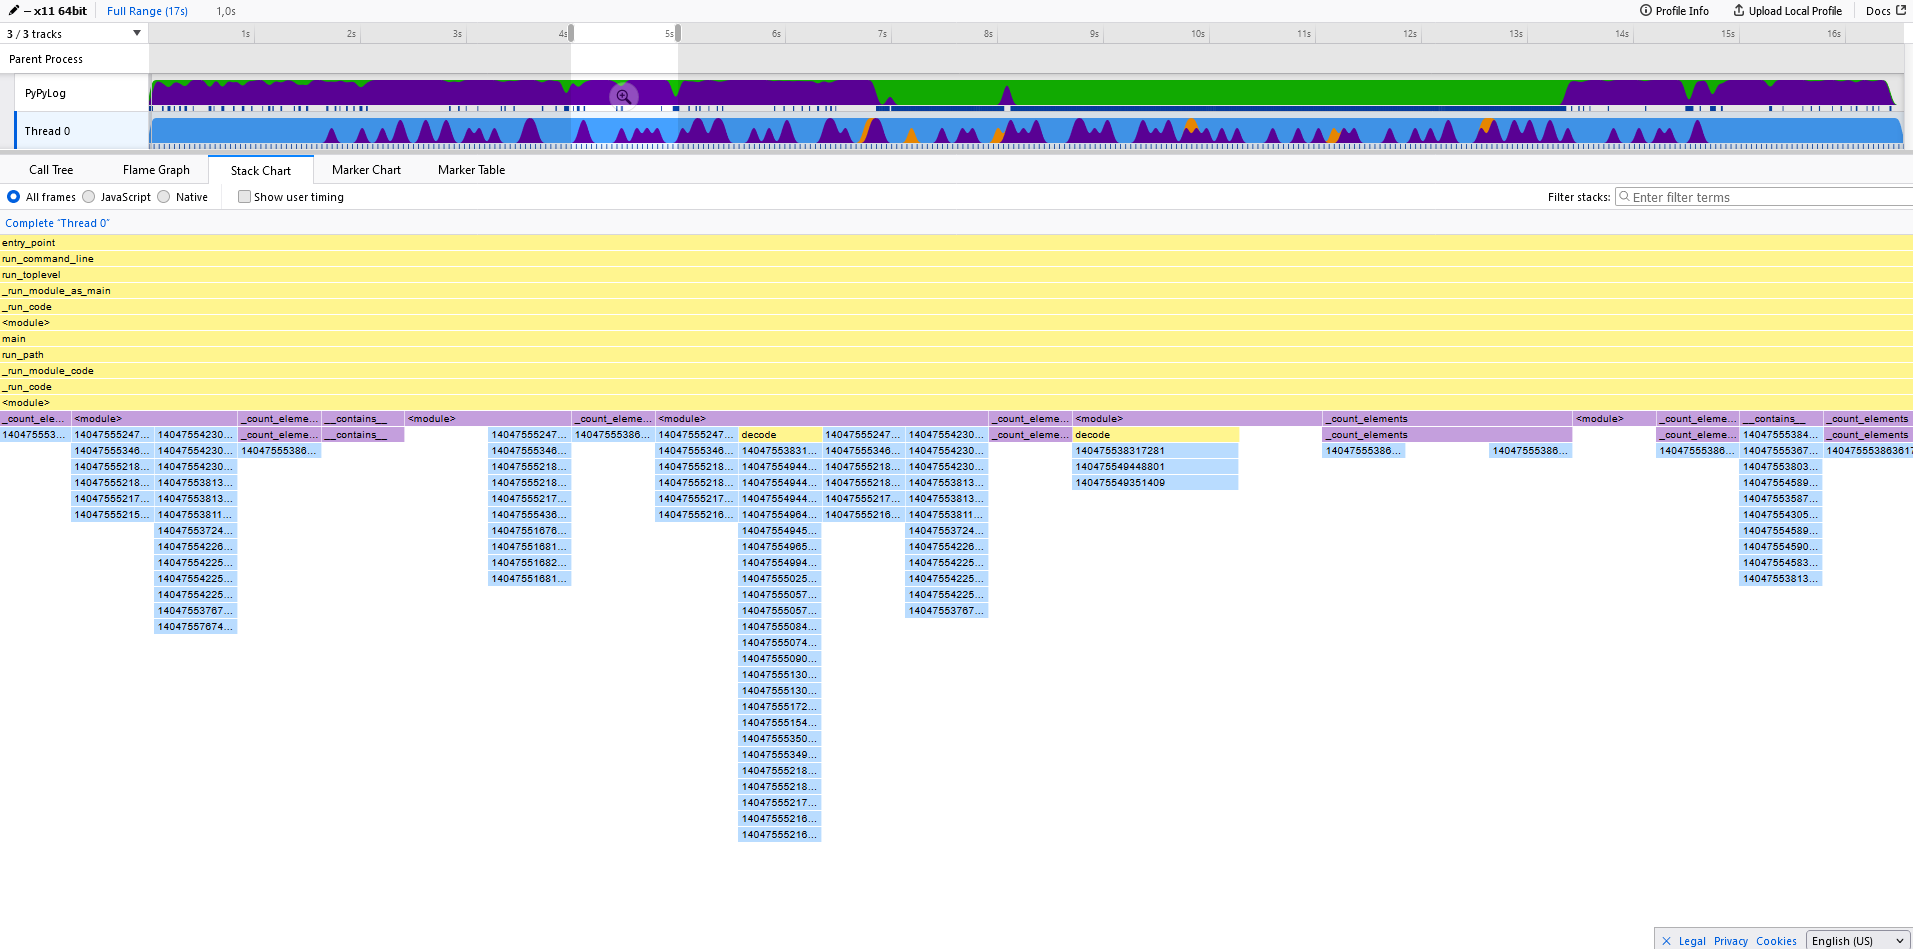 – x11 64bit Full Range (17s) 1,0s Profile Info Upload Local Profile Docs
3 / 3 tracks 1s 2s 3s 4s 5s 6s 7s 8s 9s 10s 11s 12s 13s 14s 15s 16s
Parent Process
PyPyLog
Thread 0
Call Tree Flame Graph Stack Chart Marker Chart Marker Table
All frames JavaScript Native Show user timing Filter stacks: Enter filter terms
Complete “Thread 0”
entry_point
run_command_line
run_toplevel
_run_module_as_main
_run_code
<module>
main
run_path
_run_module_code
_run_code
<module>
_count_ele... <module> _count_eleme... __contains__ <module> _count_eleme... <module> _count_eleme... <module> _count_elements <module> _count_eleme... __contains__ _count_elements
140475553... 14047555247... 14047554230... _count_eleme... __contains__ 14047555247... 14047555386... 14047555247... decode 14047555247... 14047554230... _count_eleme... decode _count_elements _count_eleme... 14047555384... _count_elements
14047555346... 14047554230... 14047555386... 14047555346... 14047555346... 14047553831... 14047555346... 14047554230... 140475538317281 14047555386... 14047555386... 14047555386... 14047555367... 140475553863617
14047555218... 14047554230... 14047555218... 14047555218... 14047554944... 14047555218... 14047554230... 140475549448801 14047553803...
14047555218... 14047553813... 14047555218... 14047555218... 14047554944... 14047555218... 14047553813... 140475549351409 14047554589...
14047555217... 14047553813... 14047555217... 14047555217... 14047554944... 14047555217... 14047553813... 14047553587...
14047555215... 14047553811... 14047555436... 14047555216... 14047554964... 14047555216... 14047553811... 14047554305...
14047553724... 14047551676... 14047554945... 14047553724... 14047554589...
14047554226... 14047551681... 14047554965... 14047554226... 14047554590...
14047554225... 14047551682... 14047554994... 14047554225... 14047554583...
14047554225... 14047551681... 14047555025... 14047554225... 14047553813...
14047554225... 14047555057... 14047554225...
14047553767... 14047555057... 14047553767...
14047557674... 14047555084...
14047555074...
14047555090...
14047555130...
14047555130...
14047555172...
14047555154...
14047555350...
14047555349...
14047555218...
14047555218...
14047555217...
14047555216...
14047555216...
Legal Privacy Cookies English (US)